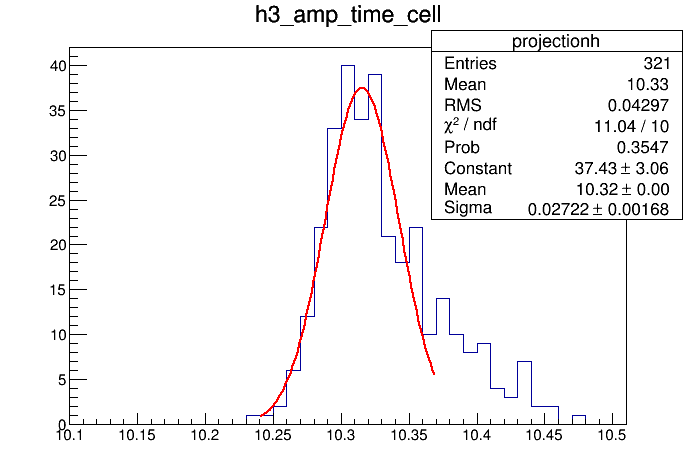 h3_amp_time_cell
projectionh
Entries 321
Mean 10.33
RMS 0.04297
χ² / ndf 11.04 / 10
Prob 0.3547
Constant 37.43 ± 3.06
Mean 10.32 ± 0.00
Sigma 0.02722 ± 0.00168
40
35
30
25
20
15
10
5
0
10.1 10.15 10.2 10.25 10.3 10.35 10.4 10.45 10.5